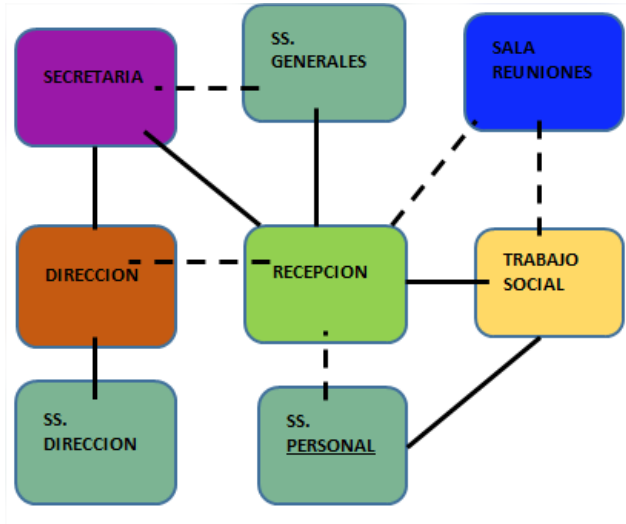 SS.
GENERALES
SALA
REUNIONES
SECRETARIA
DIRECCION
RECEPCION
TRABAJO
SOCIAL
SS.
DIRECCION
SS.
PERSONAL